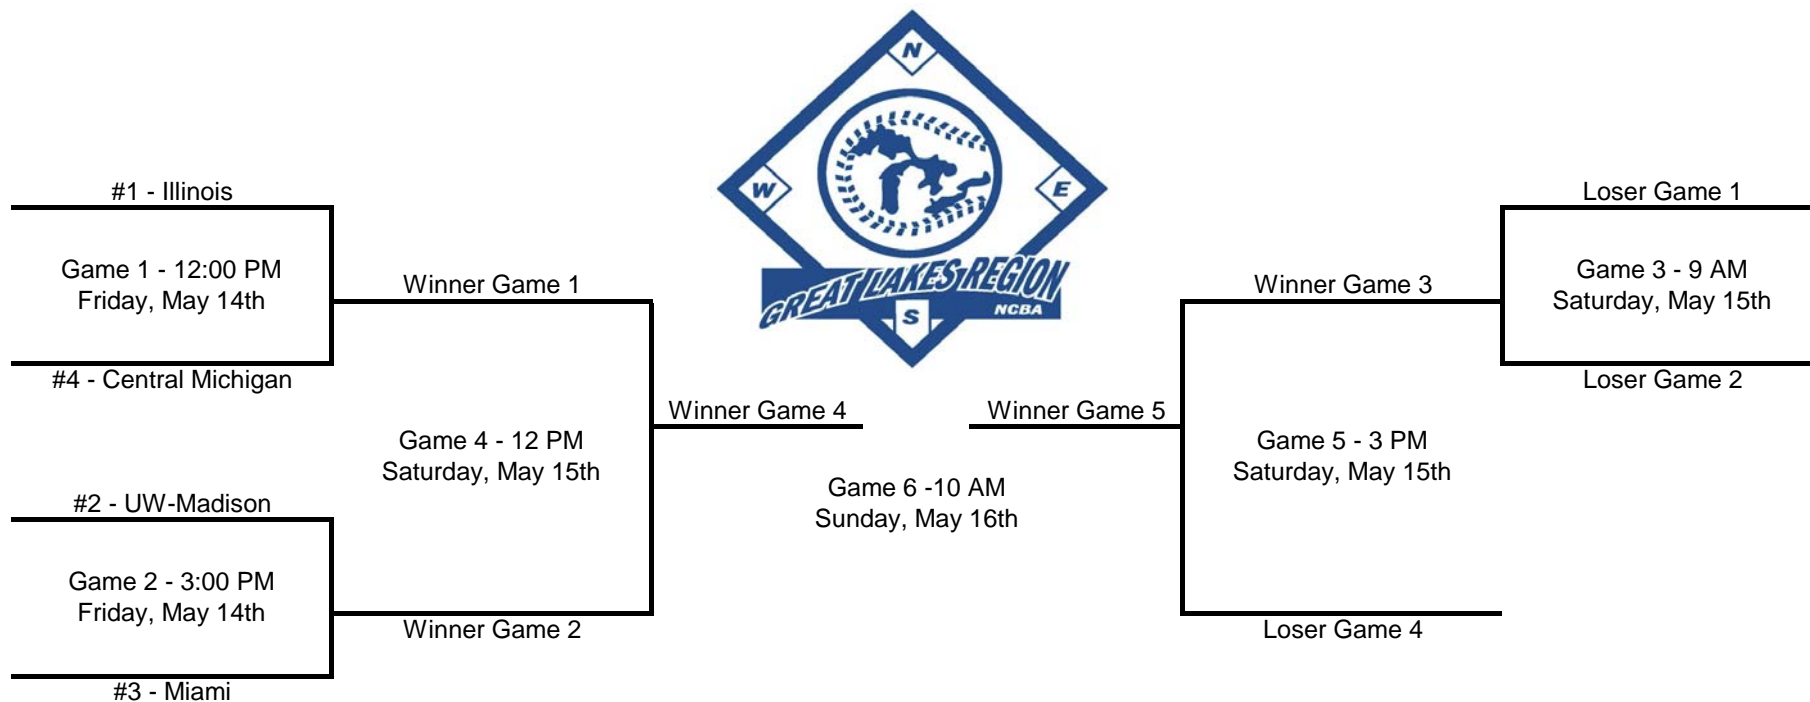 N
W
E
GREAT LAKES REGION
S
NCBA
#1 - Illinois
Game 1 - 12:00 PM
Friday, May 14th
#4 - Central Michigan
Winner Game 1
Game 4 - 12 PM
Saturday, May 15th
#2 - UW-Madison
Game 2 - 3:00 PM
Friday, May 14th
#3 - Miami
Winner Game 2
Winner Game 4
Winner Game 5
Game 6 -10 AM
Sunday, May 16th
Winner Game 3
Game 5 - 3 PM
Saturday, May 15th
Loser Game 4
Loser Game 1
Game 3 - 9 AM
Saturday, May 15th
Loser Game 2